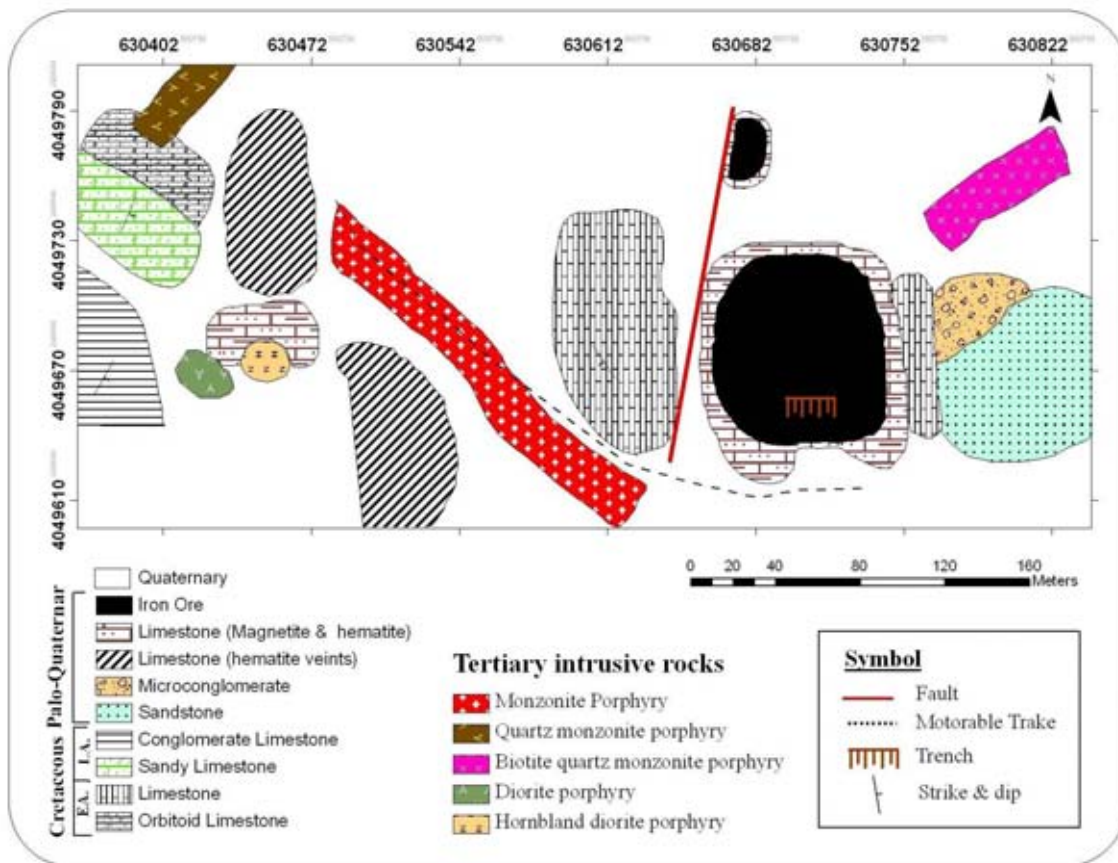 630402 630472 630542 630612 630682 630752 630822
4049790
4049730
4049670
4049610
N
0 20 40 80 120 160
Meters
Quaternary
Iron Ore
Limestone (Magnetite & hematite)
Limestone (hematite veints)
Microconglomerate
Sandstone
Conglomerate Limestone
Sandy Limestone
Limestone
Orbitoid Limestone
Palo-Quaternar
Cretaceous
I.A.
EA.
Tertiary intrusive rocks
Monzonite Porphyry
Quartz monzonite porphyry
Biotite quartz monzonite porphyry
Diorite porphyry
Hornbland diorite porphyry
Symbol
Fault
Motorable Trake
Trench
Strike & dip